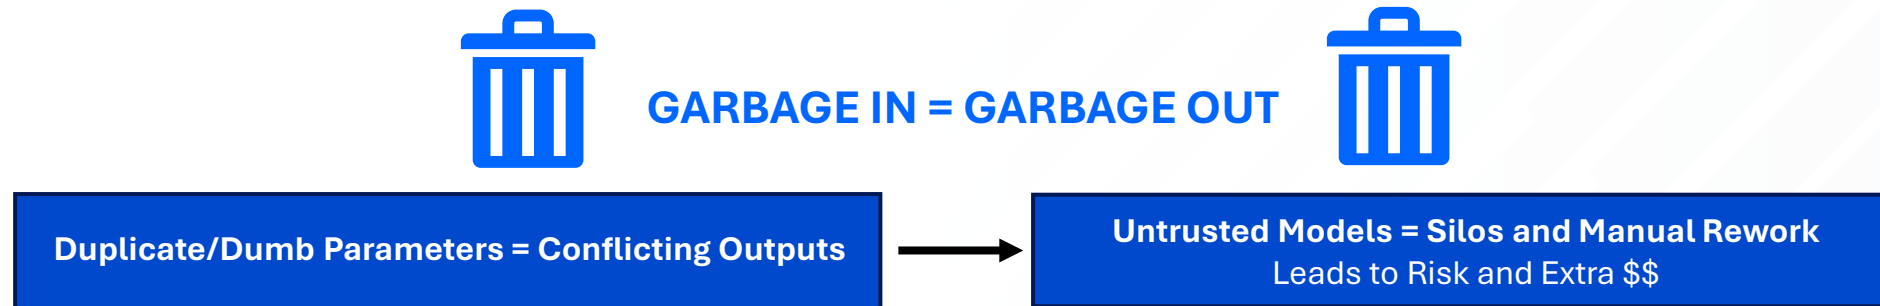 GARBAGE IN = GARBAGE OUT
Duplicate/Dumb Parameters = Conflicting Outputs
Untrusted Models = Silos and Manual Rework
Leads to Risk and Extra $$